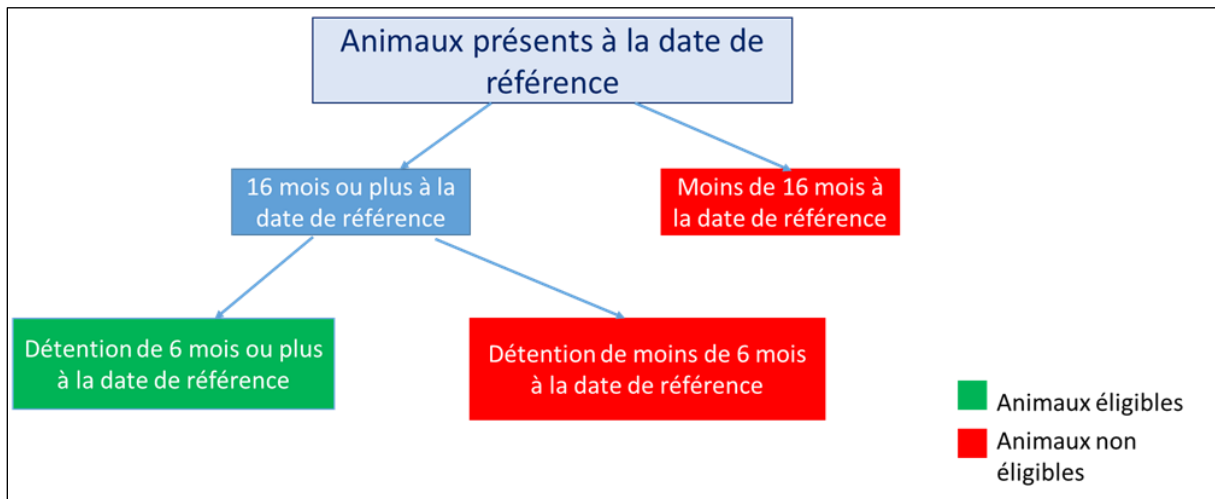 Animaux présents à la date de
référence
16 mois ou plus à la
date de référence
Moins de 16 mois à
la date de référence
Détention de 6 mois ou plus
à la date de référence
Détention de moins de 6 mois
à la date de référence
Animaux éligibles
Animaux non
éligibles